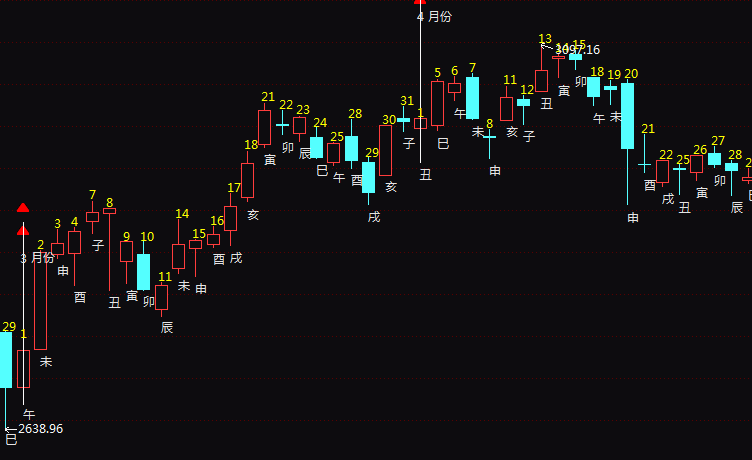 4 月份
13
14
15
3097.16
5
6
7
18
19
20
卯
寅
丑
11
12
21
22
23
24
25
28
29
30
31
1
8
午
未
亥
子
午
未
巳
子
18
寅
卯
辰
巳
午
酉
戌
亥
丑
申
21
22
25
26
27
28
2
17
亥
酉
戌
丑
寅
卯
辰
申
7
8
14
15
16
2
3
4
9
10
子
丑
3 月份
申
酉
寅
卯
11
未
申
酉
戌
辰
29
1
未
午
2638.96
巳